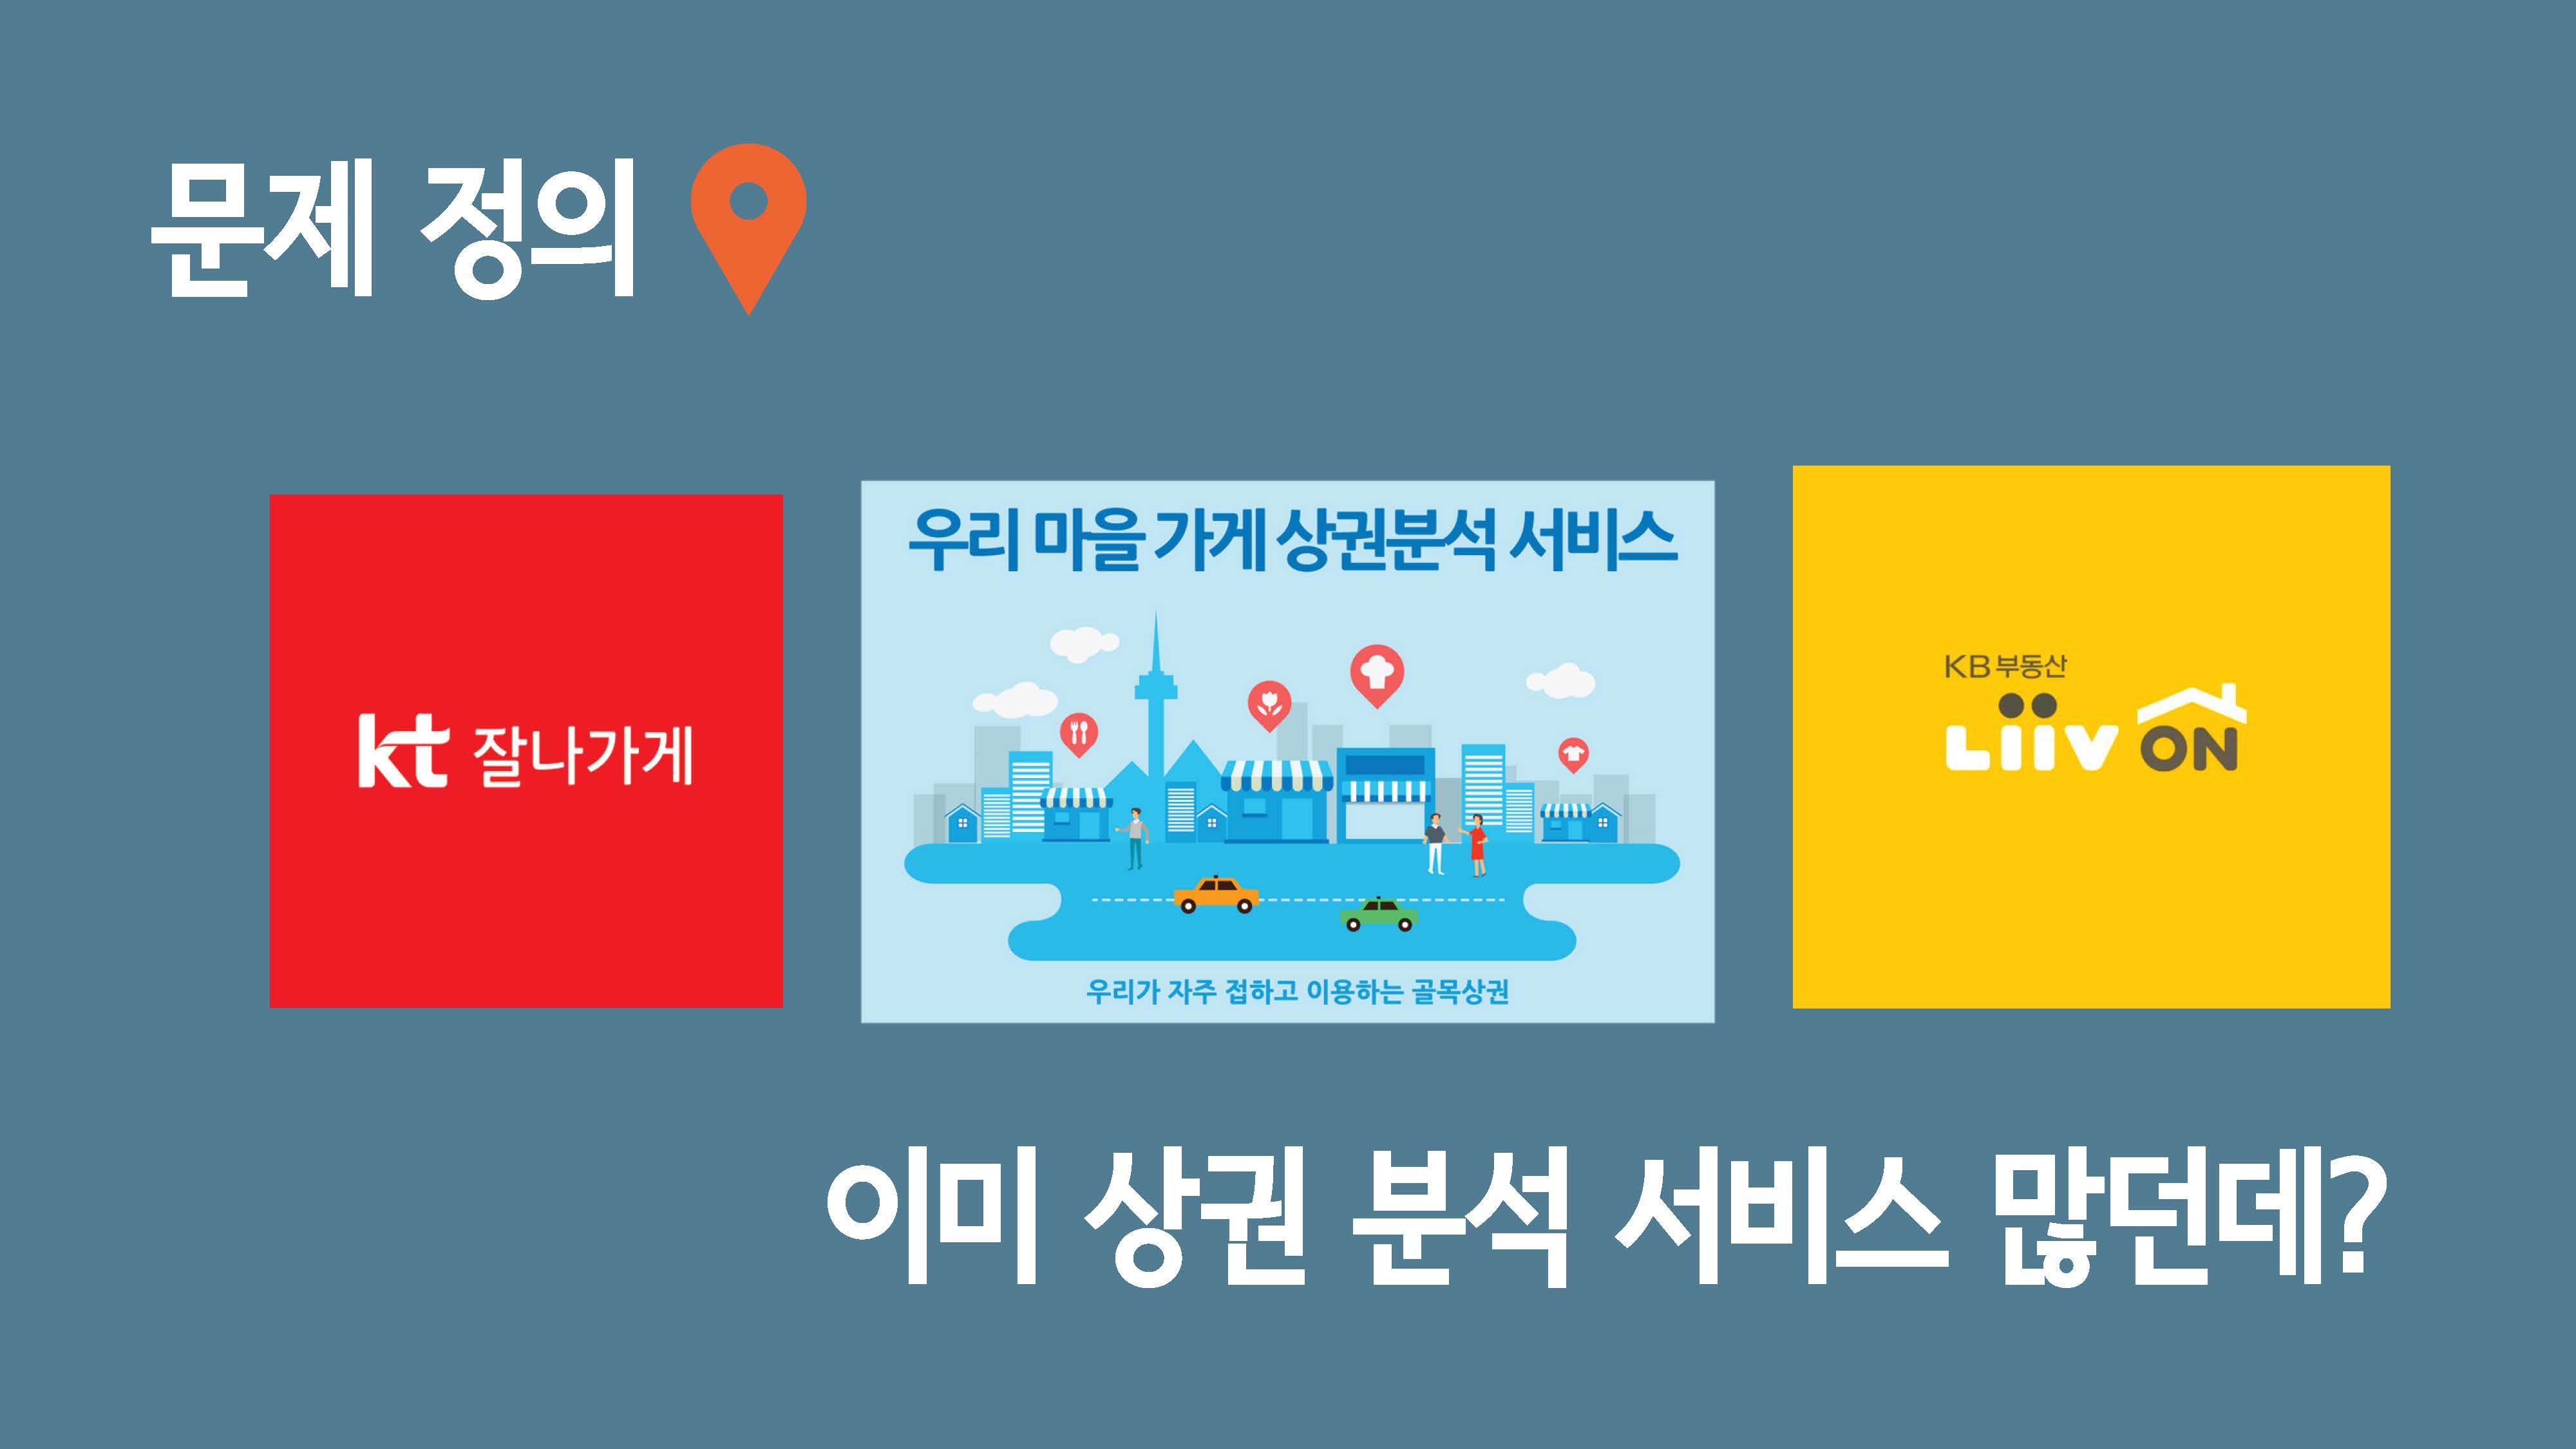 문제 정의
kt 잘나가게
우리 마을 가게 상권분석 서비스
우리가 자주 접하고 이용하는 골목상권
KB부동산
Liiv ON
이미 상권 분석 서비스 많던데?